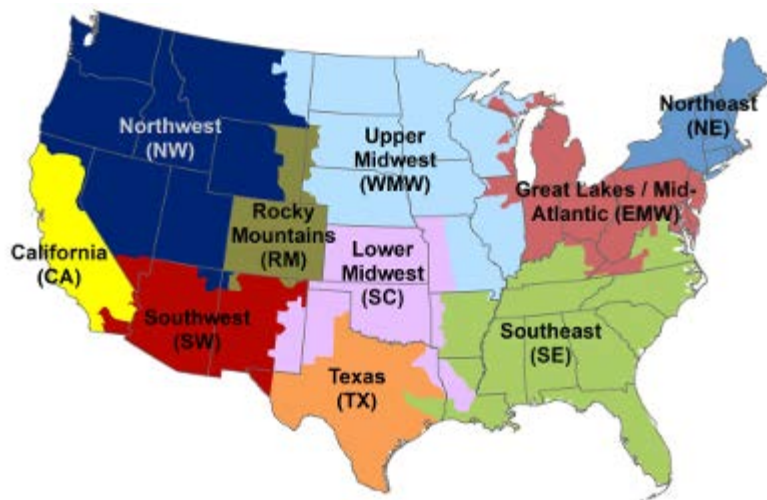 Northwest
(NW)
Upper
Midwest
(WMW)
Northeast
(NE)
Great Lakes / Mid-
Atlantic (EMW)
Rocky
Mountains
(RM)
California
(CA)
Lower
Midwest
(SC)
Southwest
(SW)
Southeast
(SE)
Texas
(TX)